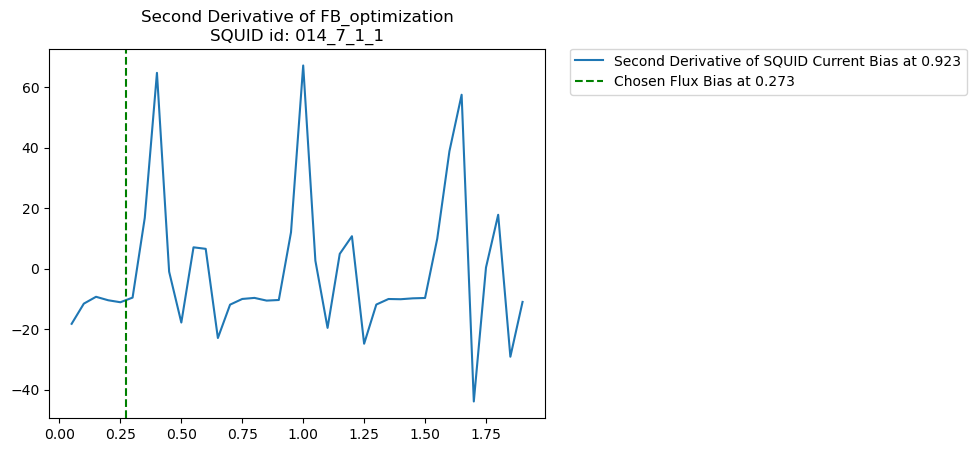 Second Derivative of FB_optimization
SQUID id: 014_7_1_1
Second Derivative of SQUID Current Bias at 0.923
Chosen Flux Bias at 0.273
60
40
20
0
−20
−40
0.00 0.25 0.50 0.75 1.00 1.25 1.50 1.75